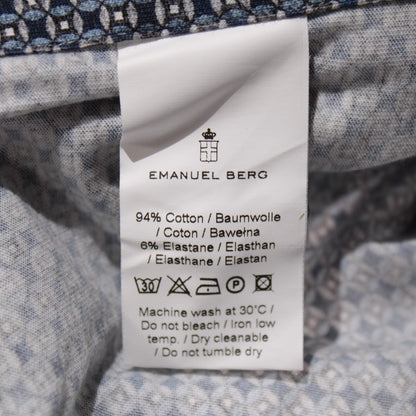 EMANUEL BERG
94% Cotton / Baumwolle
/ Coton / Bawełna
6% Elastane / Elasthan
/ Elasthanne / Elastan
30 P
Machine wash at 30°C /
Do not bleach / Iron low
temp. / Dry cleanable
/ Do not tumble dry